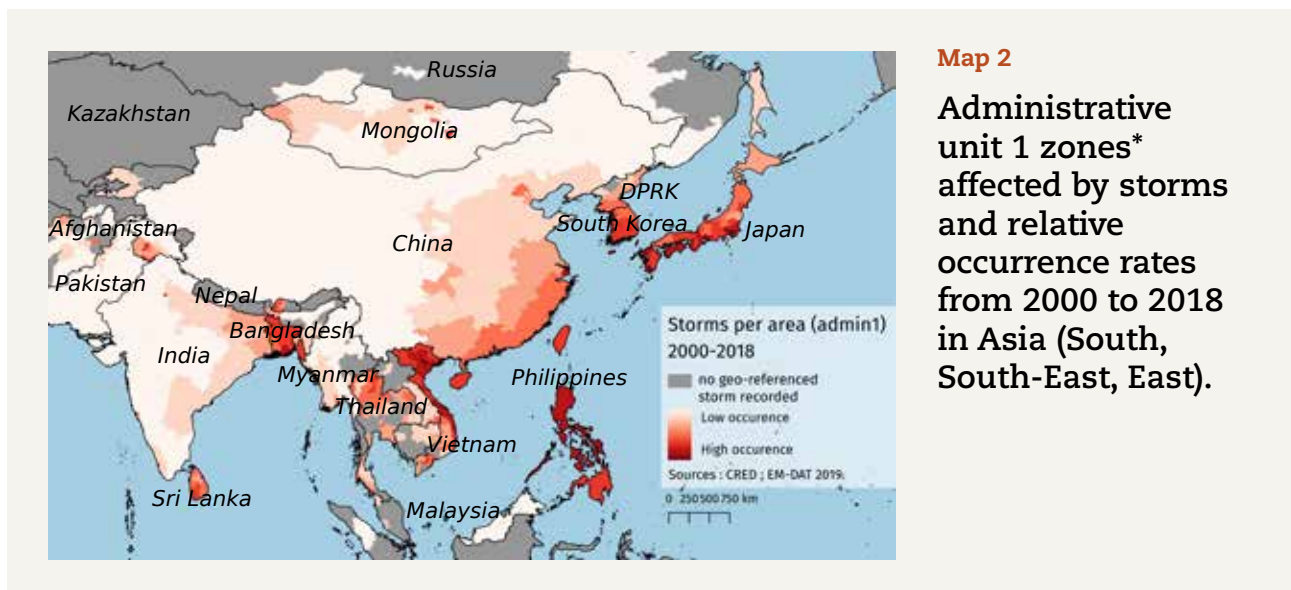 Russia
Kazakhstan
Mongolia
DPRK
Afghanistan
South Korea
China
Japan
Pakistan
Nepal
Bangladesh
India
Myanmar
Philippines
Thailand
Vietnam
Sri Lanka
Malaysia
Storms per area (admin1)
2000-2018
no geo-referenced
storm recorded
Low occurence
High occurence
Sources : CRED ; EM-DAT 2019.
0 250 500 750 km
Map 2
Administrative
unit 1 zones*
affected by storms
and relative
occurrence rates
from 2000 to 2018
in Asia (South,
South-East, East).